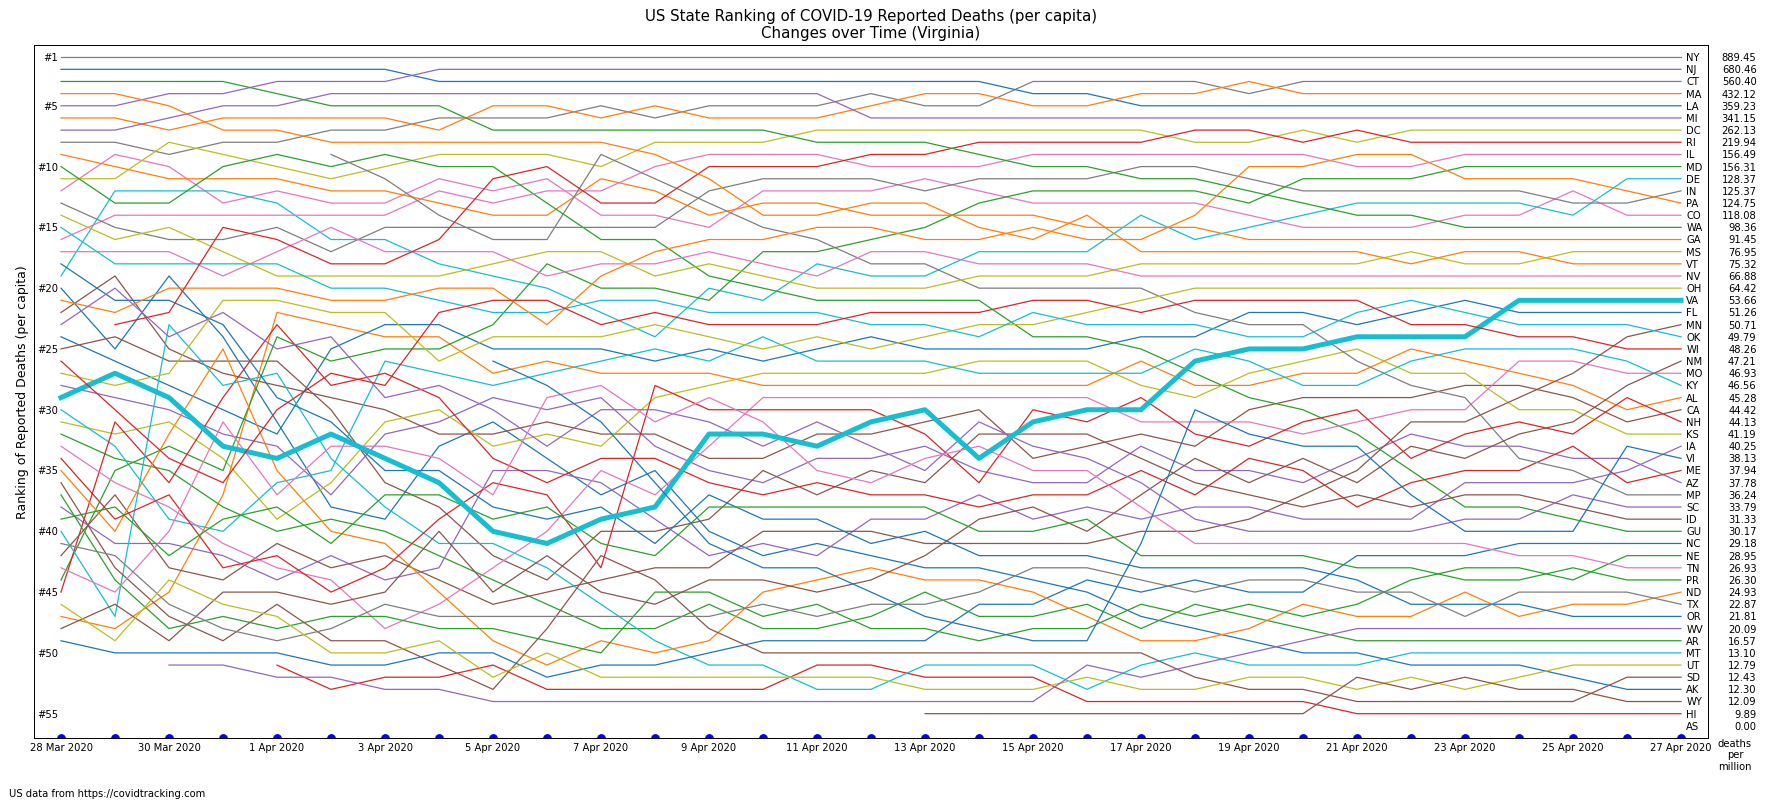 US State Ranking of COVID-19 Reported Deaths (per capita)
Changes over Time (Virginia)
Ranking of Reported Deaths (per capita)
#1
#5
#10
#15
#20
#25
#30
#35
#40
#45
#50
#55
NY 889.45
NJ 680.46
CT 560.40
MA 432.12
LA 359.23
MI 341.15
DC 262.13
RI 219.94
IL 156.49
MD 156.31
DE 128.37
IN 125.37
PA 124.75
CO 118.08
WA 98.36
GA 91.45
MS 76.95
VT 75.32
NV 66.88
OH 64.42
VA 53.66
FL 51.26
MN 50.71
OK 49.79
WI 48.26
NM 47.21
MO 46.93
KY 46.56
AL 45.28
CA 44.42
NH 44.13
KS 41.19
IA 40.25
VI 38.13
ME 37.94
AZ 37.78
MP 36.24
SC 33.79
ID 31.33
GU 30.17
NC 29.18
NE 28.95
TN 26.93
PR 26.30
ND 24.93
TX 22.87
OR 21.81
WV 20.09
AR 16.57
MT 13.10
UT 12.79
SD 12.43
AK 12.30
WY 12.09
HI 9.89
AS 0.00
28 Mar 2020 30 Mar 2020 1 Apr 2020 3 Apr 2020 5 Apr 2020 7 Apr 2020 9 Apr 2020 11 Apr 2020 13 Apr 2020 15 Apr 2020 17 Apr 2020 19 Apr 2020 21 Apr 2020 23 Apr 2020 25 Apr 2020 27 Apr 2020
deaths
per
million
US data from https://covidtracking.com